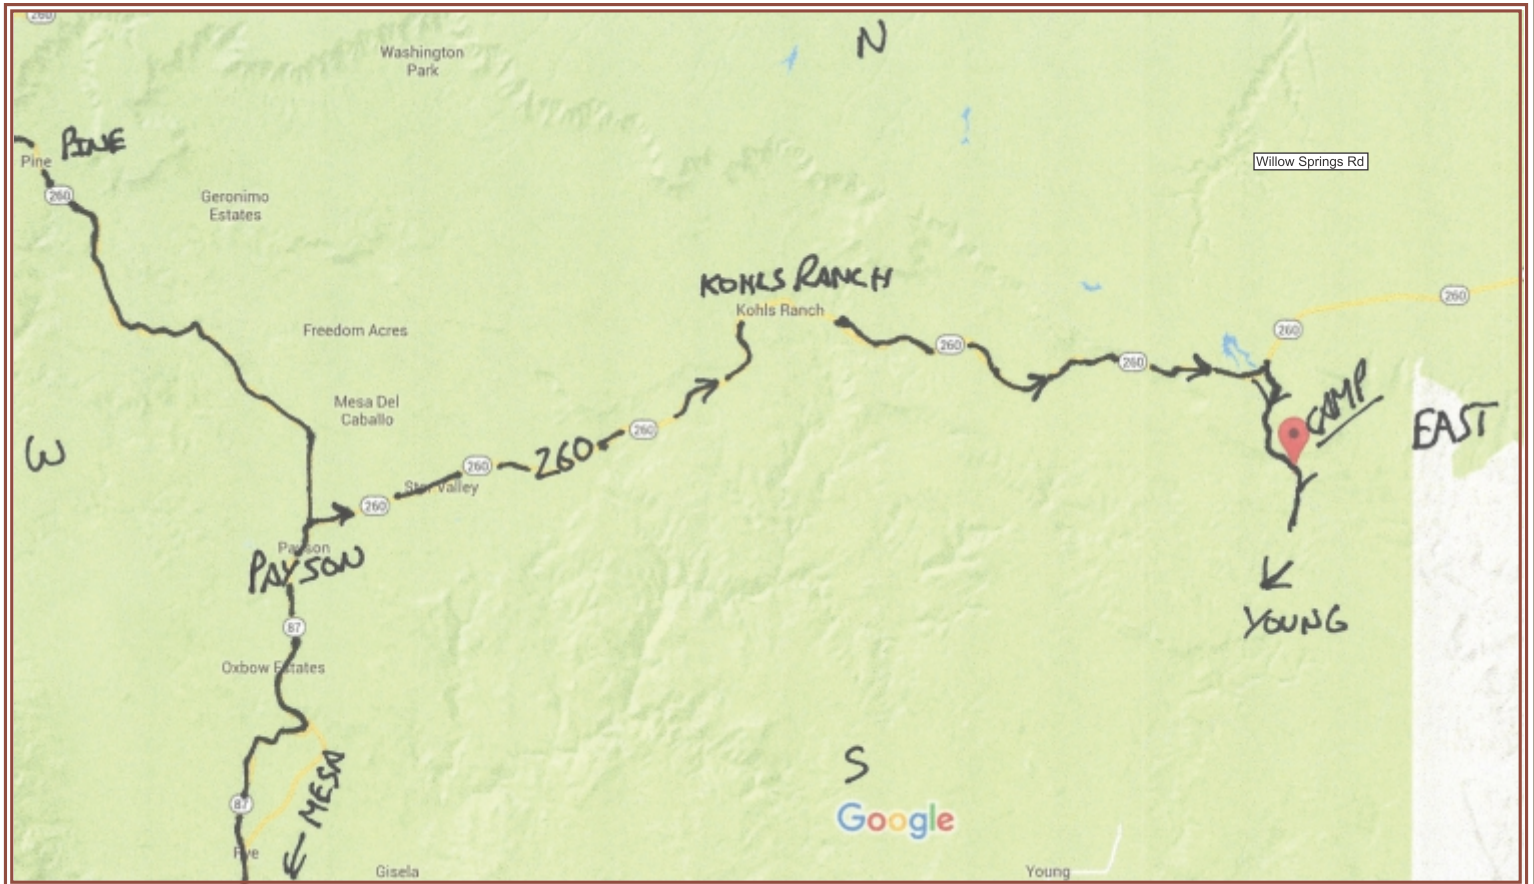 260
N
Washington
Park
PINE
Pine
Willow Springs Rd
260
Geronimo
Estates
KOHLS RANCH
Kohls Ranch
260
260
Freedom Acres
260
260
Mesa Del
Caballo
CAMP
EAST
W
260
260
260
Star Valley
260
Payson
PAYSON
YOUNG
87
Oxbow Estates
MESA
S
87
Google
Rye
Gisela
Young